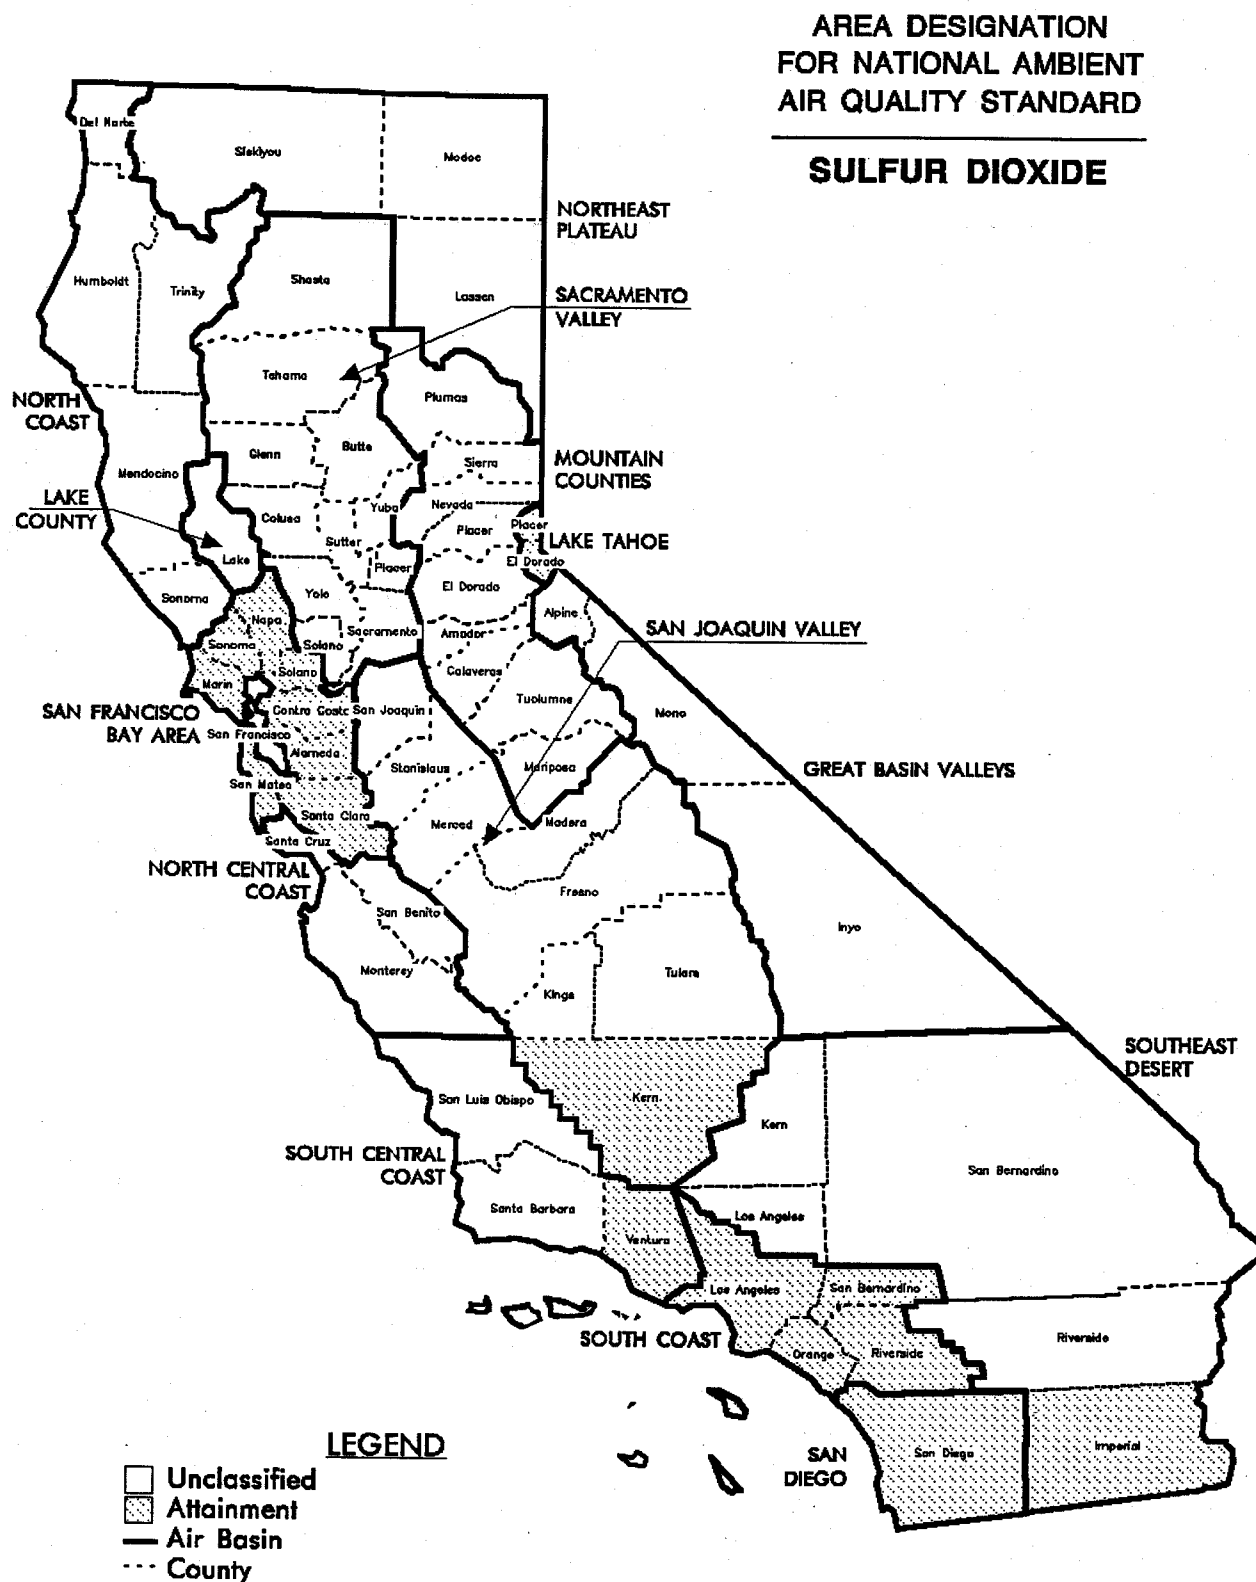 AREA DESIGNATION
FOR NATIONAL AMBIENT
AIR QUALITY STANDARD
SULFUR DIOXIDE
Del Norte
Siskiyou
Modoc
NORTHEAST
PLATEAU
Humboldt
Trinity
Shasta
Lassen
SACRAMENTO
VALLEY
Tehama
Plumas
NORTH
COAST
Mendocino
Glenn
Butte
Sierra
MOUNTAIN
COUNTIES
LAKE
COUNTY
Colusa
Yuba
Nevada
Placer
Placer
LAKE TAHOE
Sutter
Lake
Placer
El Dorado
El Dorado
Sonoma
Yolo
Napa
Alpine
Sacramento
Amador
SAN JOAQUIN VALLEY
Sonoma
Solano
Solano
Calaveras
Marin
Tuolumne
Mono
SAN FRANCISCO
BAY AREA
Contra Costa
San Joaquin
San Francisco
Alameda
Stanislaus
Mariposa
GREAT BASIN VALLEYS
San Mateo
Santa Clara
Merced
Madera
Santa Cruz
NORTH CENTRAL
COAST
Fresno
San Benito
Inyo
Monterey
Kings
Tulare
SOUTHEAST
DESERT
San Luis Obispo
Kern
Kern
SOUTH CENTRAL
COAST
San Bernardino
Santa Barbara
Ventura
Los Angeles
Los Angeles
San Bernardino
SOUTH COAST
Orange
Riverside
Riverside
SAN
DIEGO
San Diego
Imperial
LEGEND
Unclassified
Attainment
Air Basin
County